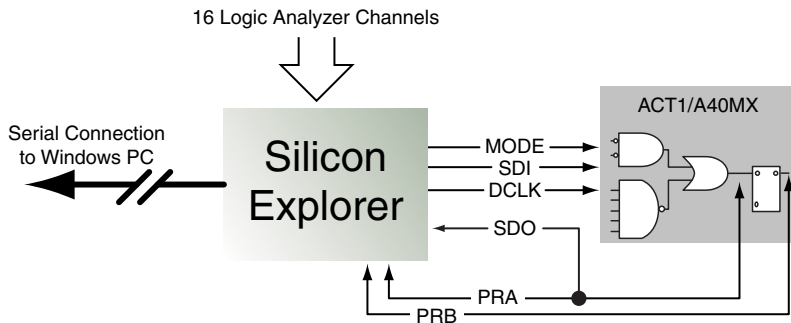 16 Logic Analyzer Channels
Serial Connection
to Windows PC
Silicon
Explorer
MODE
SDI
DCLK
SDO
PRA
PRB
ACT1/A40MX